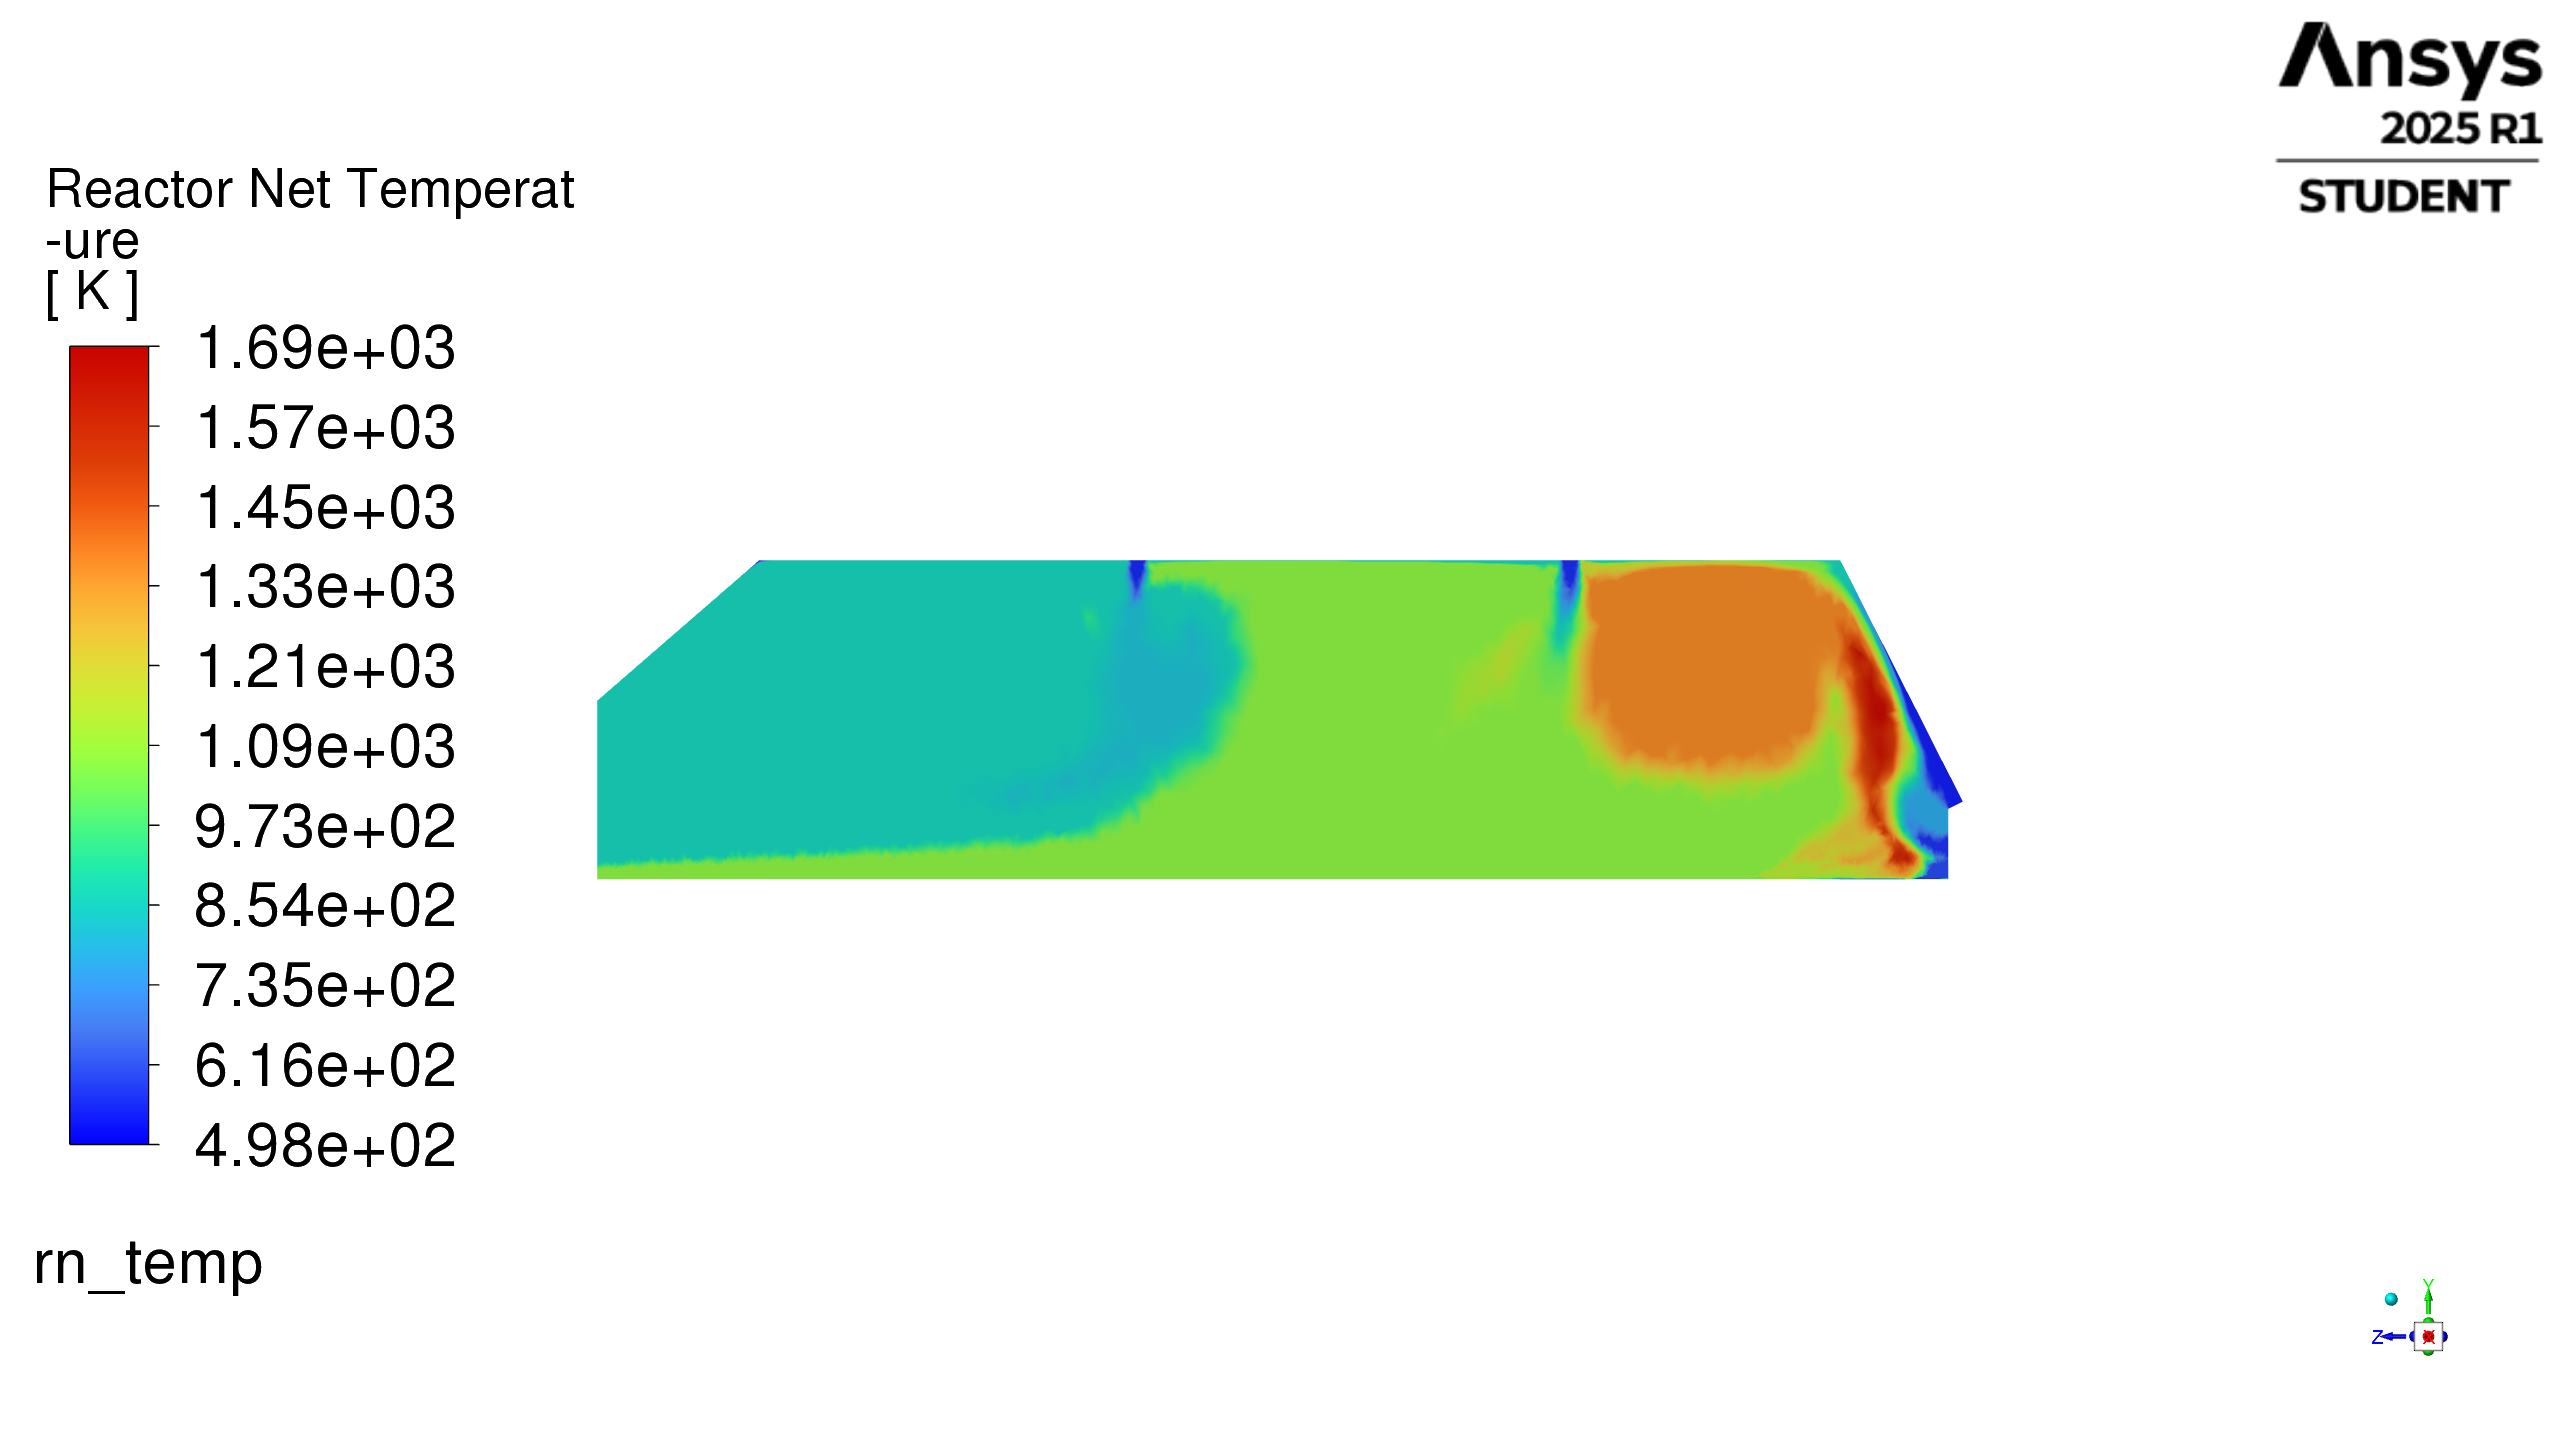 Ansys
2025 R1
STUDENT
Reactor Net Temperat
-ure
[ K ]
1.69e+03
1.57e+03
1.45e+03
1.33e+03
1.21e+03
1.09e+03
9.73e+02
8.54e+02
7.35e+02
6.16e+02
4.98e+02
rn_temp
Y
Z